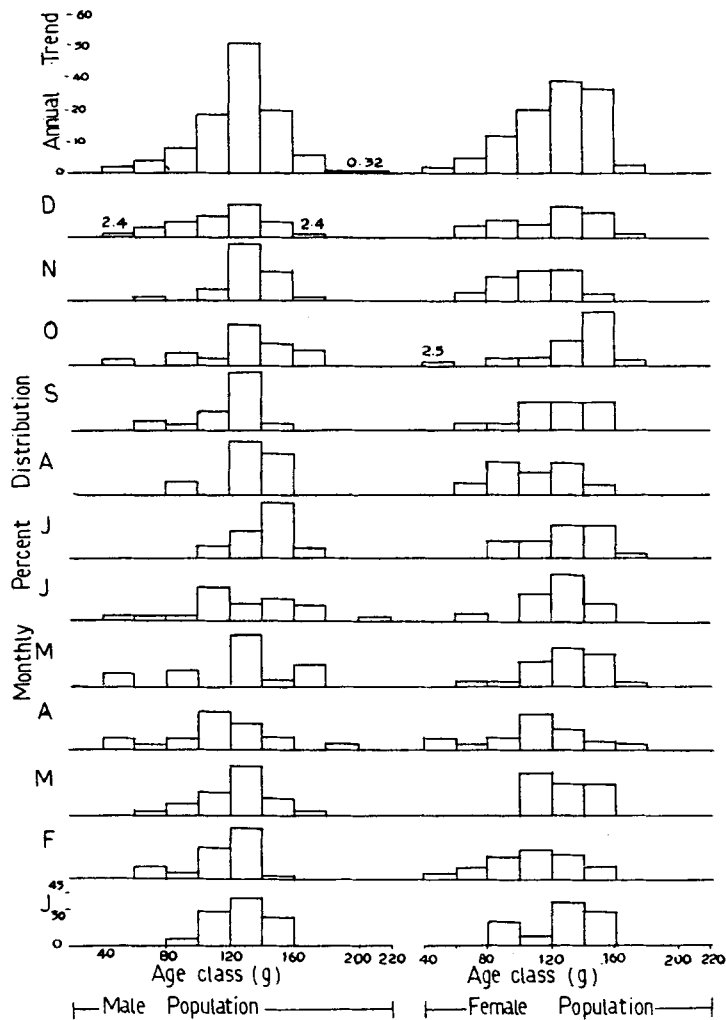 Annual Trend
60
50
40
20
10
0
0.32
Monthly Percent Distribution
D
2.4
2.4
N
O
2.5
S
A
J
J
M
A
M
F
J
45
30
0
40 80 120 160 200 220
40 80 120 160 200 220
Age class (g)
Age class (g)
Male Population
Female Population